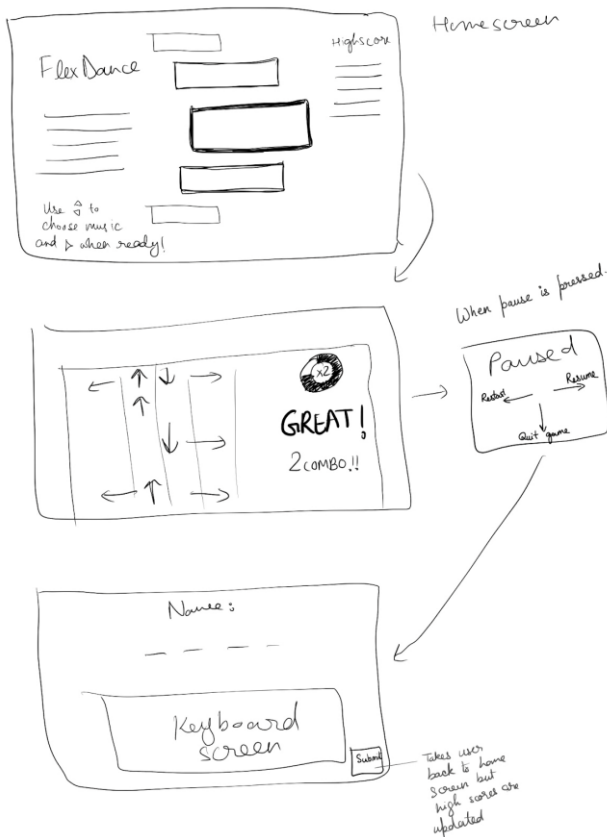 Homescreen
Flex Dance
Highscore
Use ⇳ to
choose music
and ▷ when ready!
When pause is pressed.
Paused
Restart
Resume
Quit game
x2
GREAT!
2 COMBO.!!
Name:
Keyboard
screen
Submit
Takes user
back to home
screen but
high scores are
updated